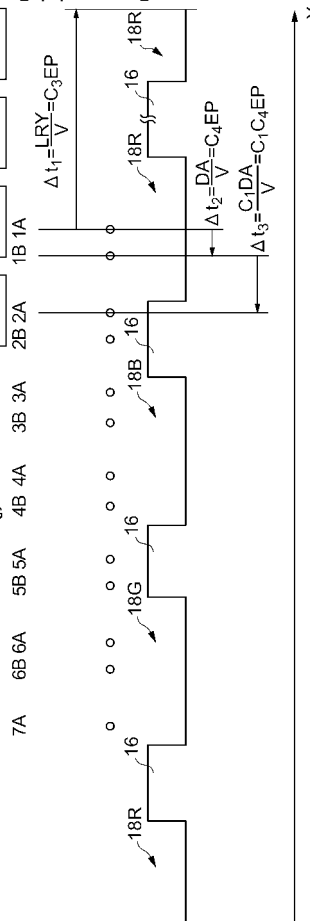 Δt₁=LRY/V=C₃EP
Δt₂=DA/V=C₄EP
Δt₃=C₁DA/V=C₁C₄EP
7A 6B 6A 5B 5A 4B 4A 3B 3A 2B 2A 1B 1A
18R 16 18G 16 18B 16 18R 16 18R